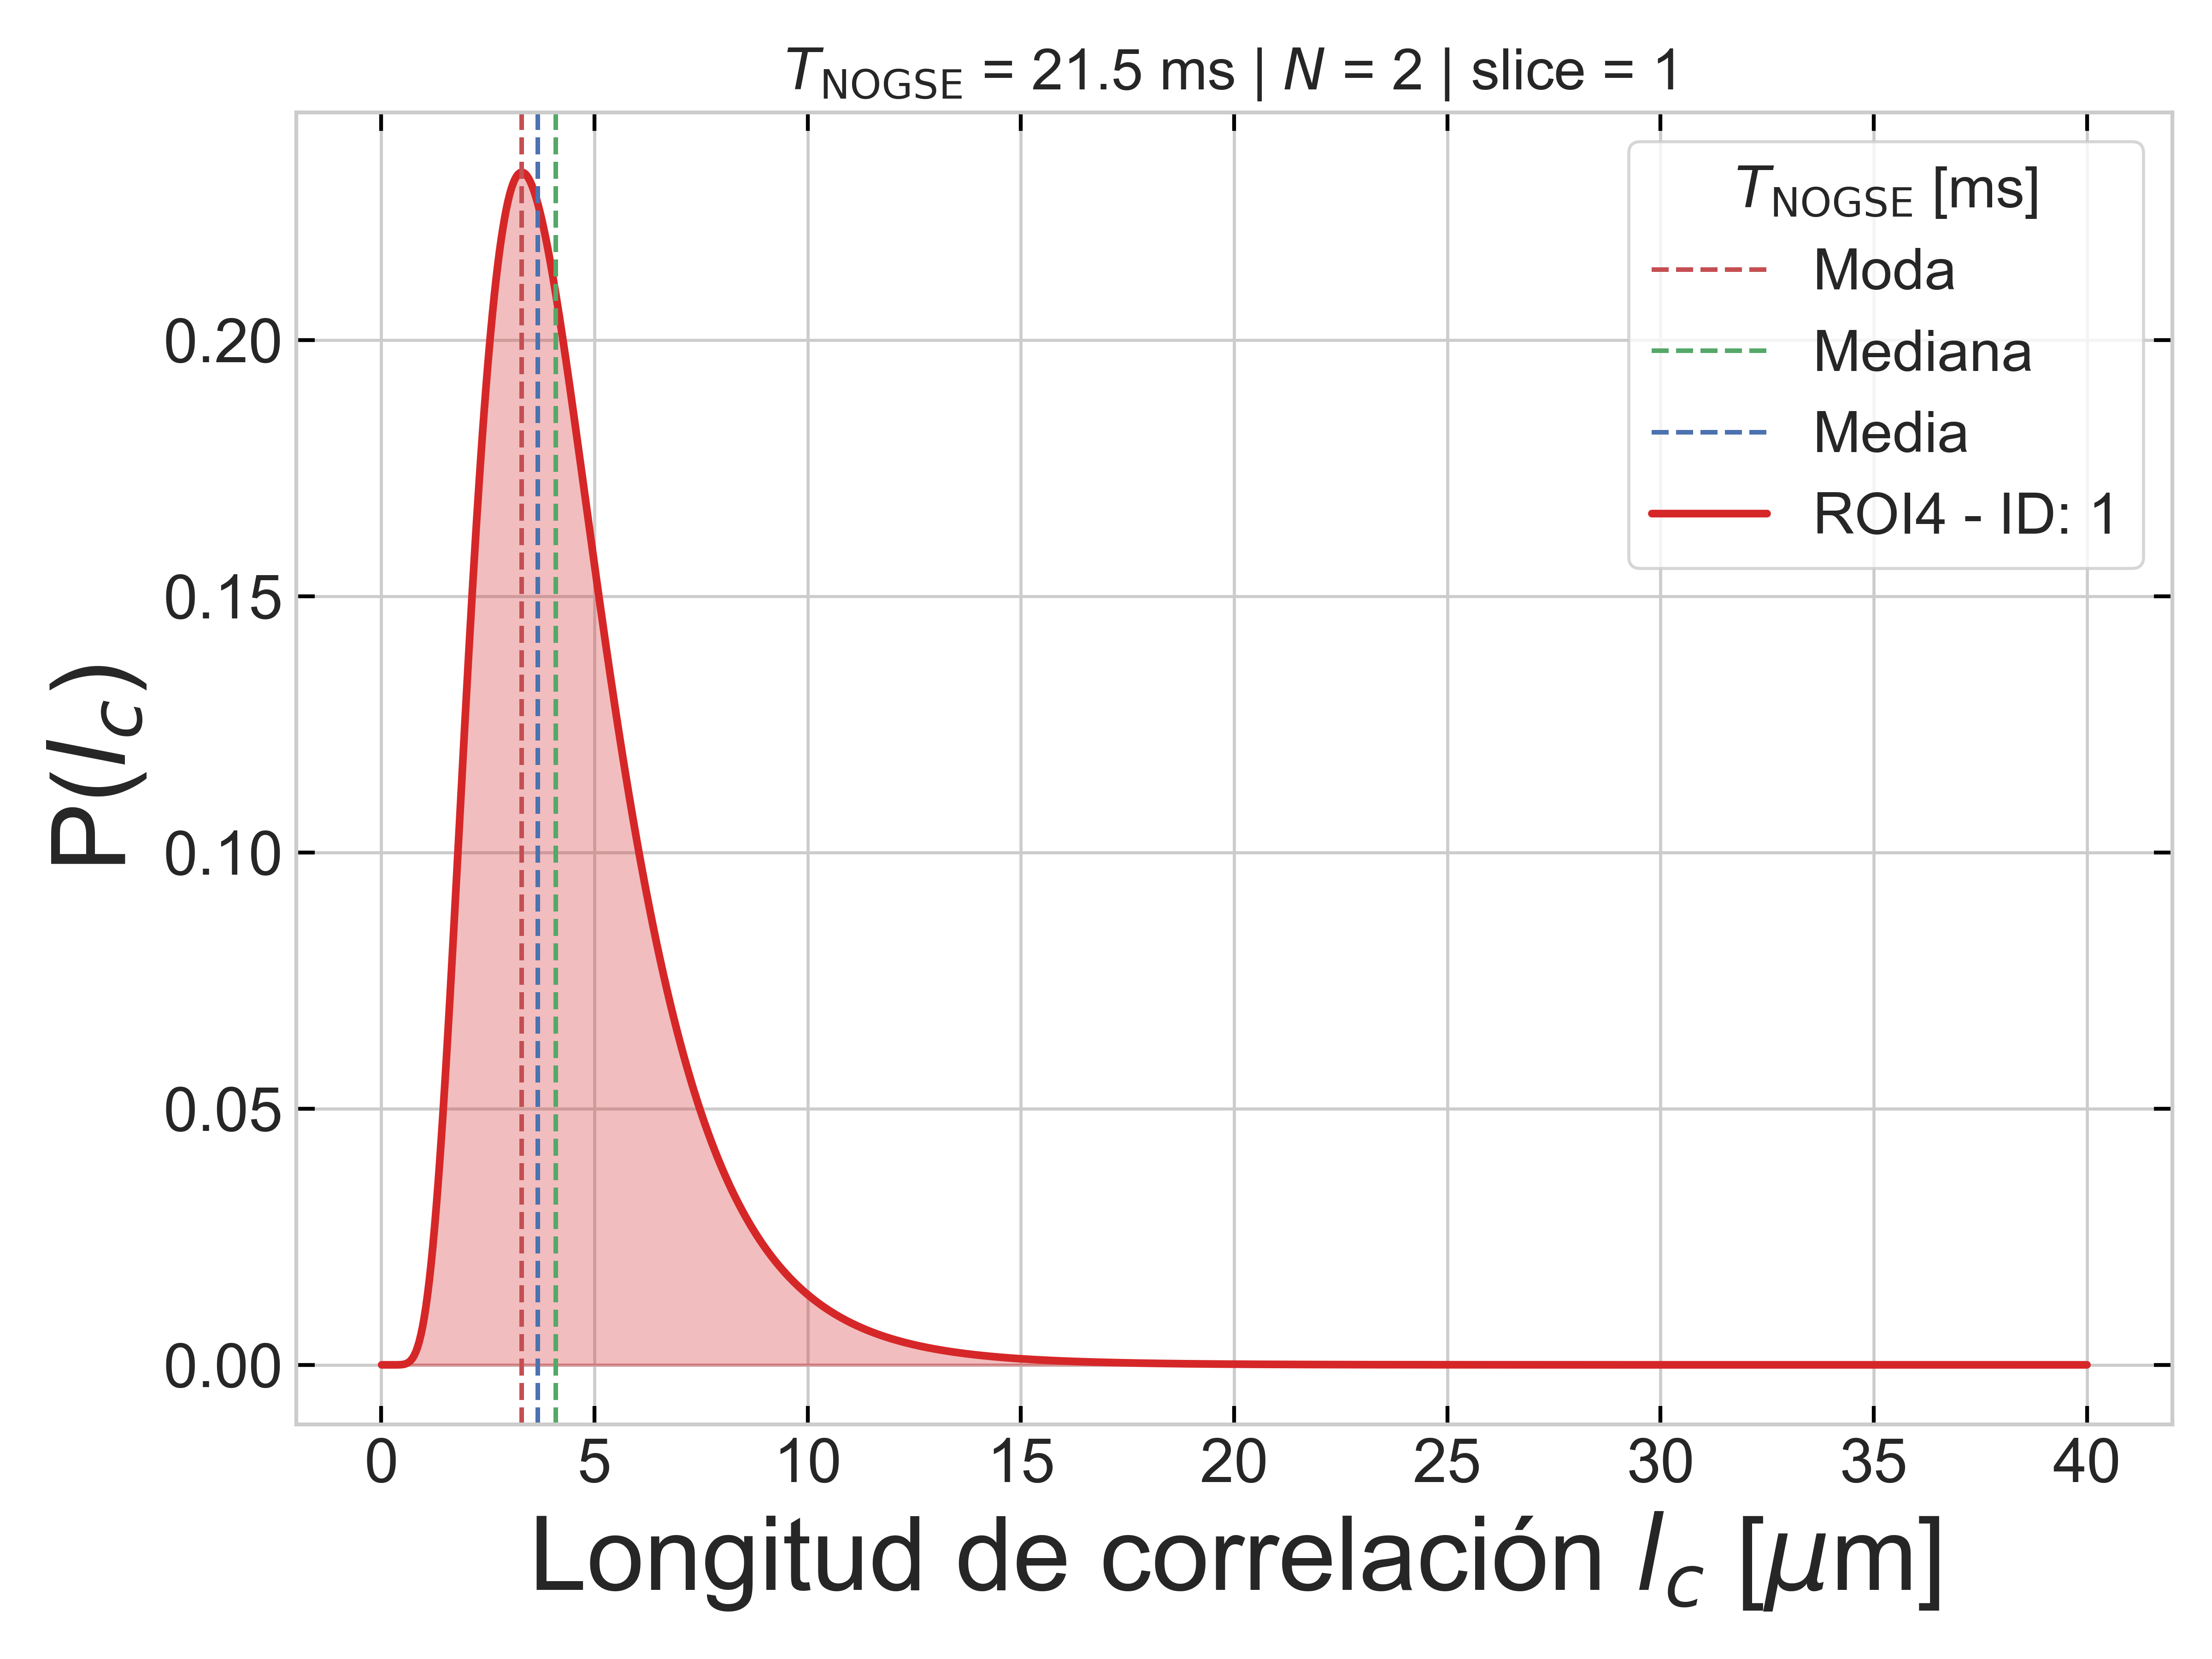 T_NOGSE = 21.5 ms | N = 2 | slice = 1
T_NOGSE [ms]
Moda
Mediana
Media
ROI4 - ID: 1
P(l_c)
0.20
0.15
0.10
0.05
0.00
0 5 10 15 20 25 30 35 40
Longitud de correlación l_c [μm]